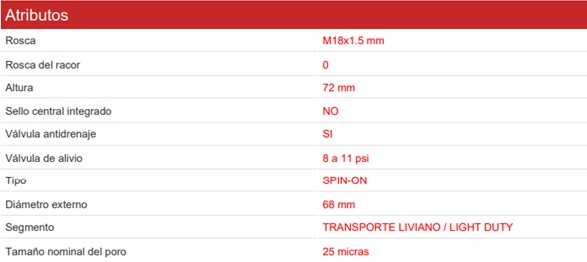 Atributos
Rosca M18x1.5 mm
Rosca del racor 0
Altura 72 mm
Sello central integrado NO
Válvula antidrenaje SI
Válvula de alivio 8 a 11 psi
Tipo SPIN-ON
Diámetro externo 68 mm
Segmento TRANSPORTE LIVIANO / LIGHT DUTY
Tamaño nominal del poro 25 micras